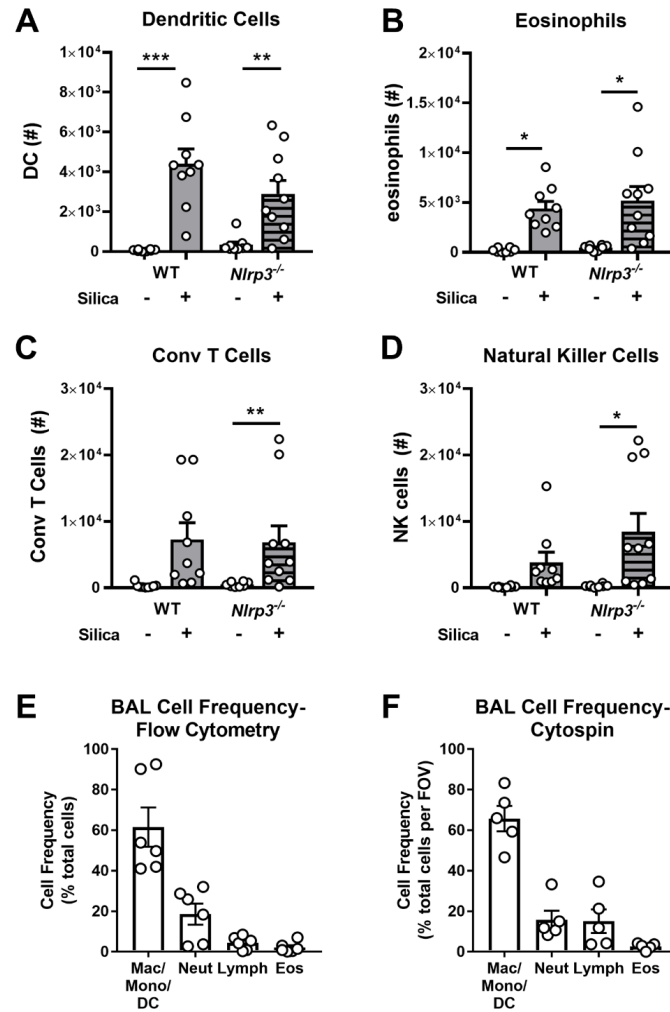 A
Dendritic Cells
DC (#)
1×10⁴
8×10³
6×10³
4×10³
2×10³
0
*** **
WT Nlrp3-/-
Silica - + - +
B
Eosinophils
eosinophils (#)
2×10⁴
1×10⁴
5×10³
0
* *
WT Nlrp3-/-
Silica - + - +
C
Conv T Cells
Conv T Cells (#)
3×10⁴
2×10⁴
1×10⁴
0
**
WT Nlrp3-/-
Silica - + - +
D
Natural Killer Cells
NK cells (#)
3×10⁴
2×10⁴
1×10⁴
0
*
WT Nlrp3-/-
Silica - + - +
E
BAL Cell Frequency-
Flow Cytometry
Cell Frequency
(% total cells)
100
80
60
40
20
0
Mac/ Neut Lymph Eos
Mono/
DC
F
BAL Cell Frequency-
Cytospin
Cell Frequency
(% total cells per FOV)
100
80
60
40
20
0
Mac/ Neut Lymph Eos
Mono/
DC